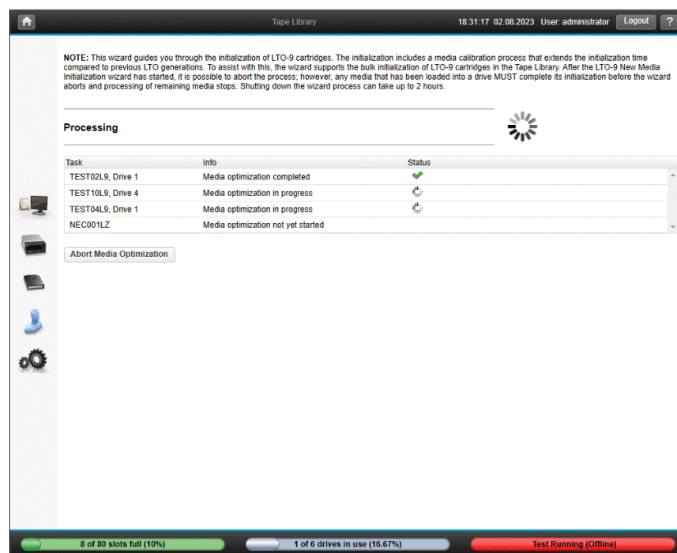 Tape Library
18:31:17 02.08.2023 User: administrator Logout ?
NOTE: This wizard guides you through the initialization of LTO-9 cartridges. The initialization includes a media calibration process that extends the initialization time
compared to previous LTO generations. To assist with this, the wizard supports the bulk initialization of LTO-9 cartridges in the Tape Library. After the LTO-9 New Media
Initialization wizard has started, it is possible to abort the process; however, any media that has been loaded into a drive MUST complete its initialization before the wizard
aborts and processing of remaining media stops. Shutting down the wizard process can take up to 2 hours.
Processing
Task Info Status
TEST02L9, Drive 1 Media optimization completed
TEST10L9, Drive 4 Media optimization in progress
TEST04L9, Drive 1 Media optimization in progress
NEC001LZ Media optimization not yet started
Abort Media Optimization
8 of 80 slots full (10%) 1 of 6 drives in use (16.67%) Test Running (Offline)